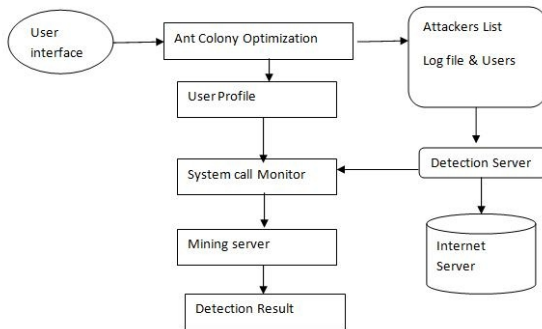 User
interface
Ant Colony Optimization
Attackers List
Log file & Users
User Profile
System call Monitor
Detection Server
Mining server
Internet
Server
Detection Result